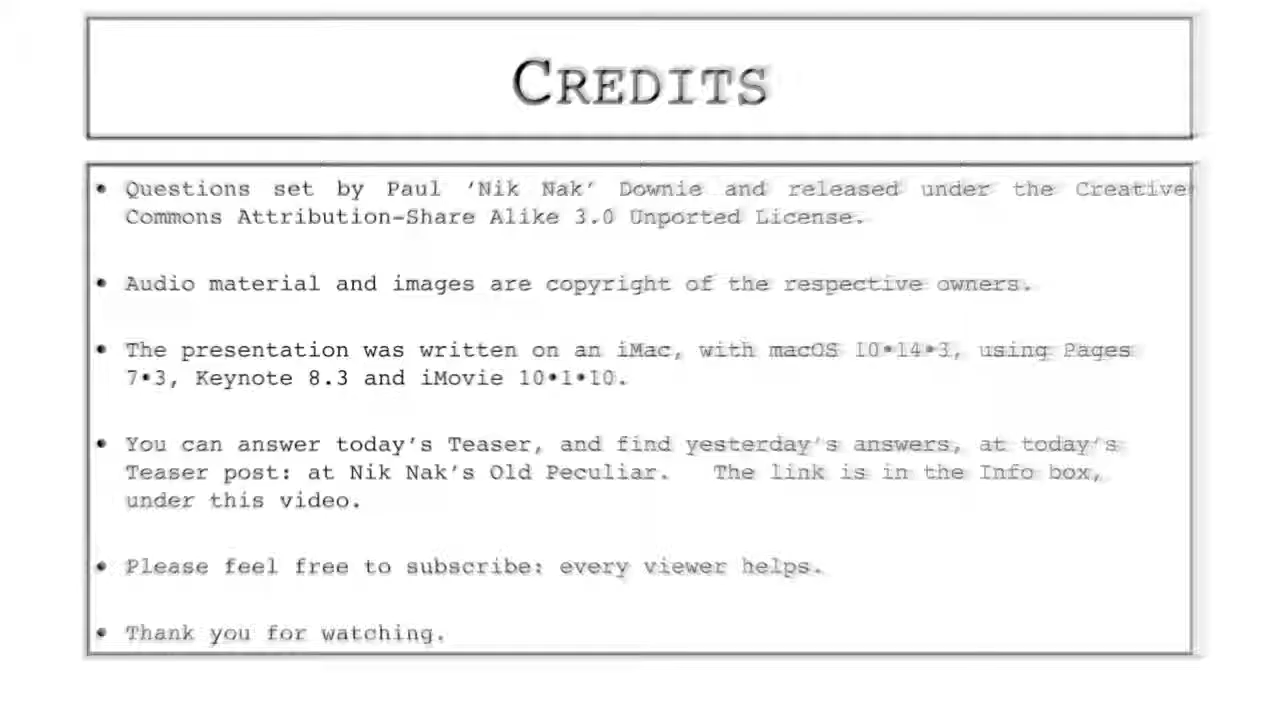 CREDITS
• Questions set by Paul ‘Nik Nak’ Downie and released under the Creative
Commons Attribution-Share Alike 3.0 Unported License.
• Audio material and images are copyright of the respective owners.
• The presentation was written on an iMac, with macOS 10•14•3, using Pages
7•3, Keynote 8.3 and iMovie 10•1•10.
• You can answer today’s Teaser, and find yesterday’s answers, at today’s
Teaser post: at Nik Nak’s Old Peculiar. The link is in the Info box,
under this video.
• Please feel free to subscribe: every viewer helps.
• Thank you for watching.